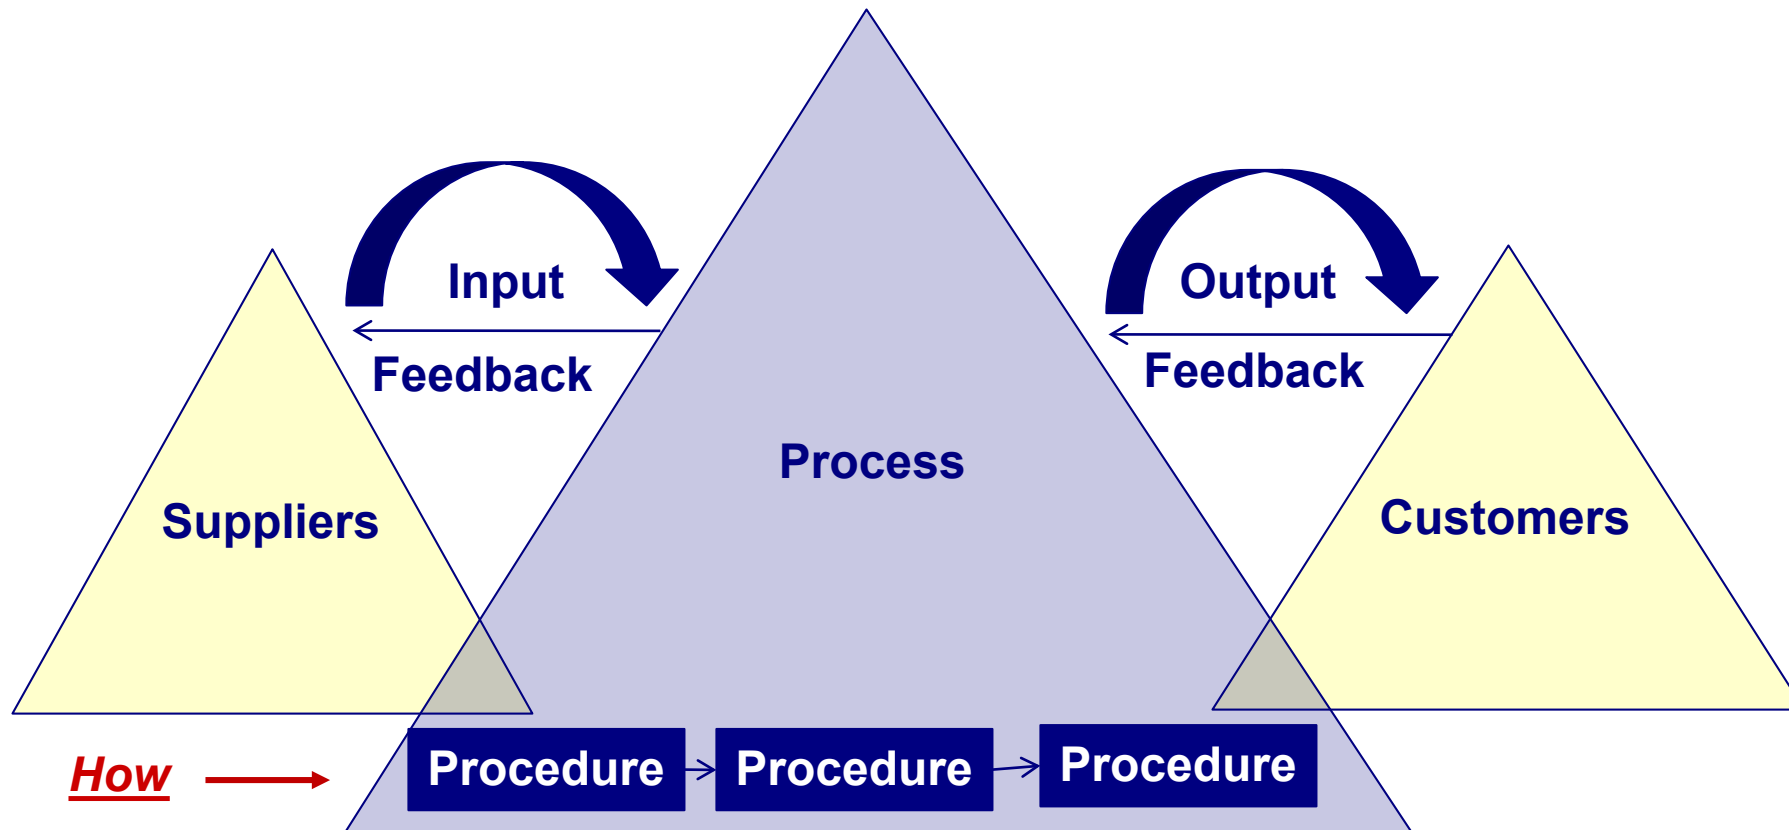 Input
Output
Feedback
Feedback
Process
Suppliers
Customers
How
Procedure
Procedure
Procedure